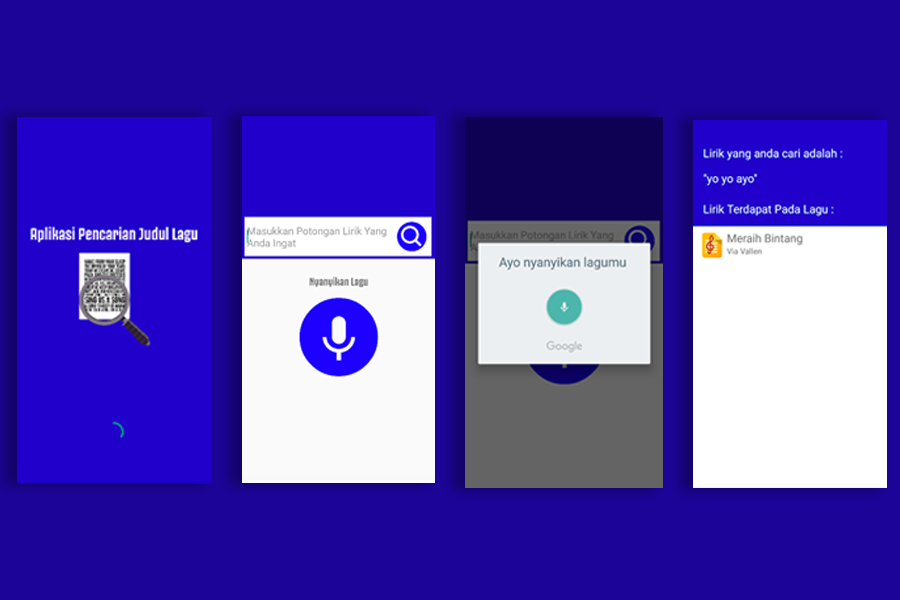 Aplikasi Pencarian Judul Lagu
Masukkan Potongan Lirik Yang
Anda Ingat
Nyanyikan Lagu
Masukkan Potongan Lirik Yang
Ayo nyanyikan lagumu
Google
Lirik yang anda cari adalah :
"yo yo ayo"
Lirik Terdapat Pada Lagu :
Meraih Bintang
Via Vallen